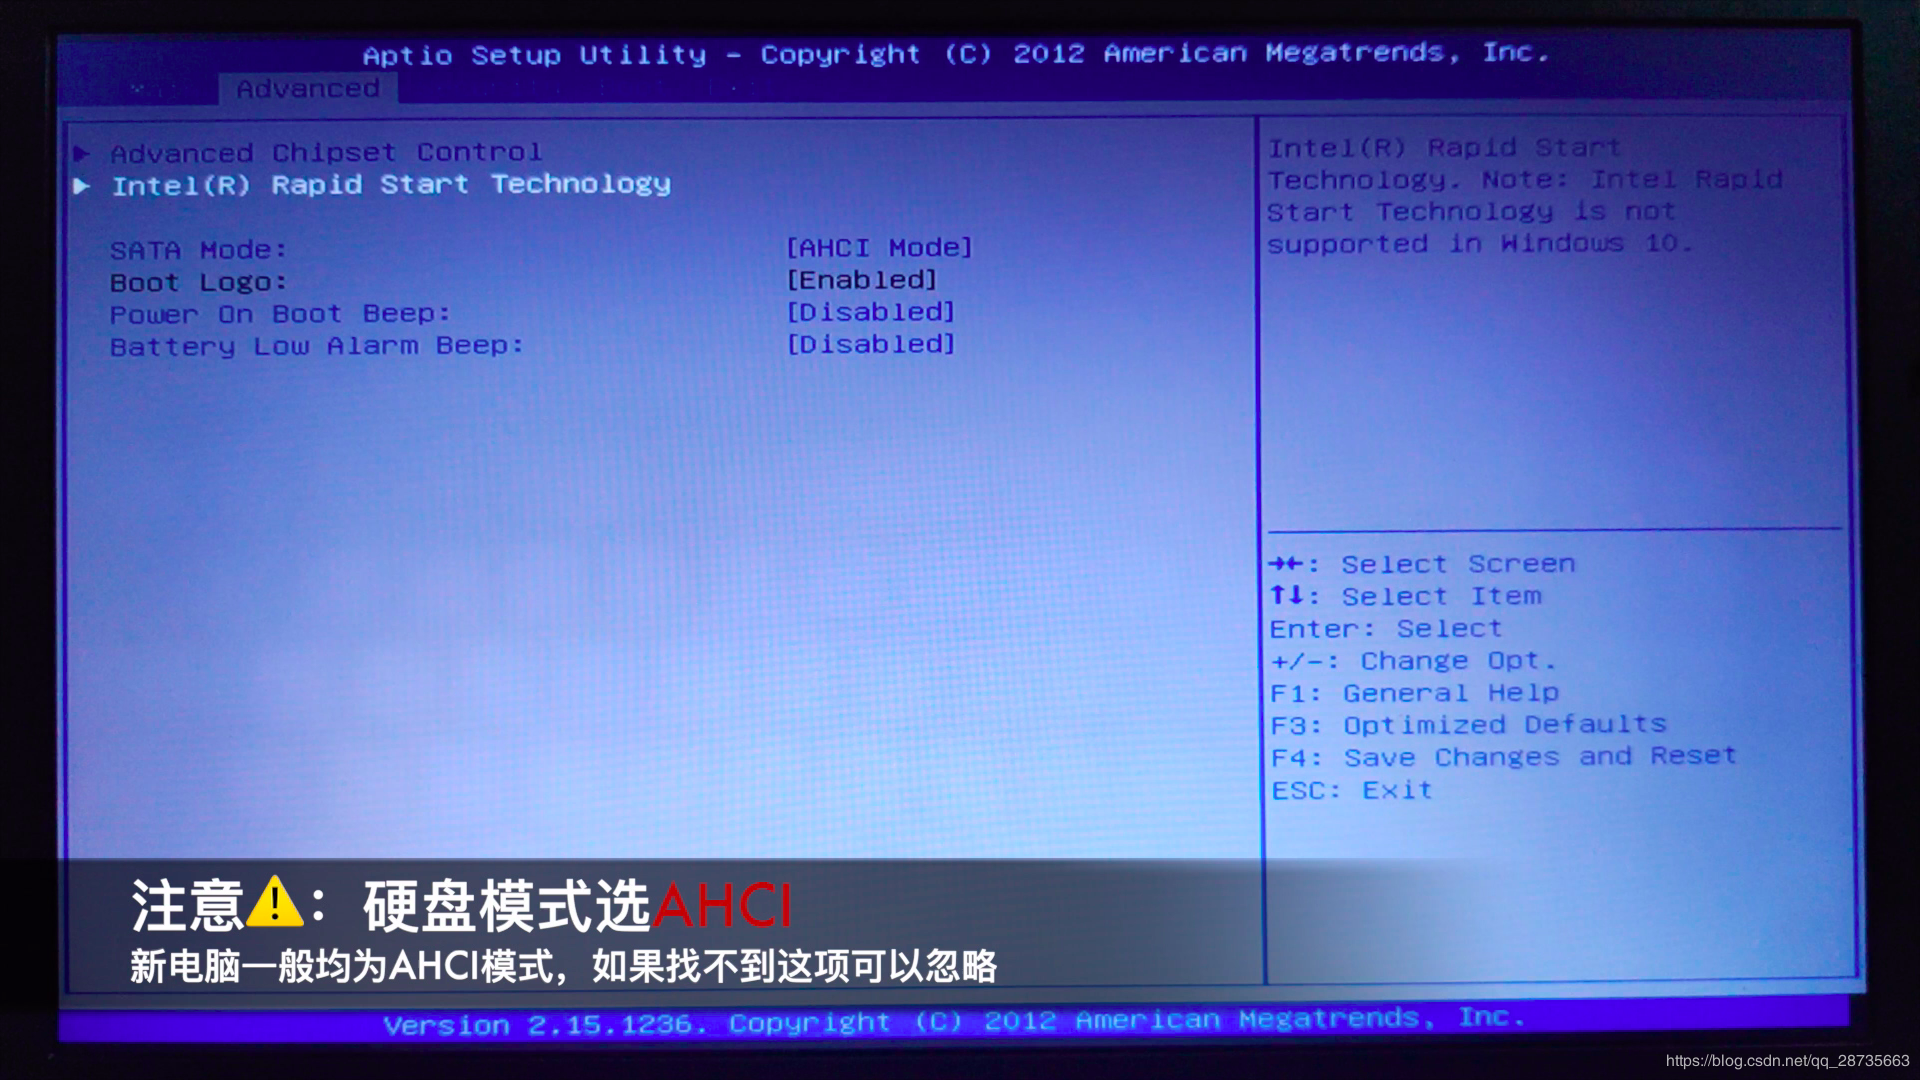 Aptio Setup Utility - Copyright (C) 2012 American Megatrends, Inc.
Advanced
▶ Advanced Chipset Control
▶ Intel(R) Rapid Start Technology
SATA Mode: [AHCI Mode]
Boot Logo: [Enabled]
Power On Boot Beep: [Disabled]
Battery Low Alarm Beep: [Disabled]
Intel(R) Rapid Start
Technology. Note: Intel Rapid
Start Technology is not
supported in Windows 10.
→←: Select Screen
↑↓: Select Item
Enter: Select
+/-: Change Opt.
F1: General Help
F3: Optimized Defaults
F4: Save Changes and Reset
ESC: Exit
注意⚠: 硬盘模式选AHCI
新电脑一般均为AHCI模式，如果找不到这项可以忽略
Version 2.15.1236. Copyright (C) 2012 American Megatrends, Inc.
https://blog.csdn.net/qq_28735663